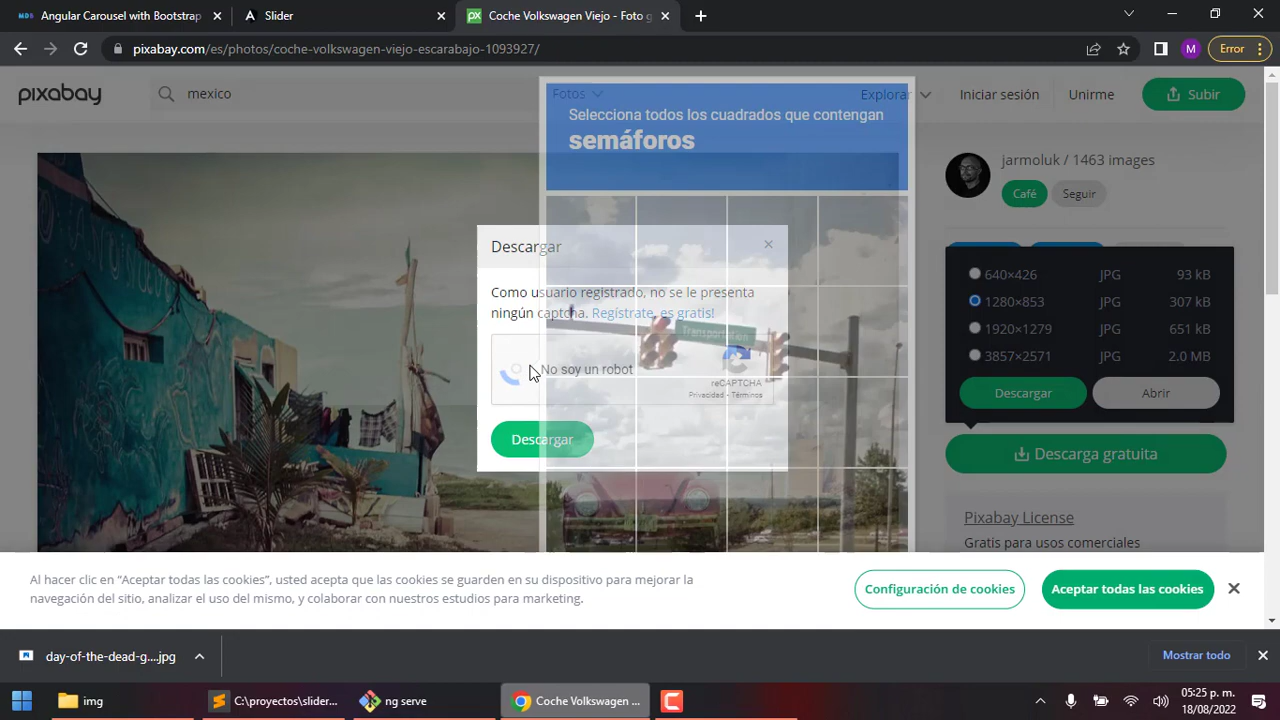 Angular Carousel with Bootstrap
Slider
Coche Volkswagen Viejo - Foto g
pixabay.com/es/photos/coche-volkswagen-viejo-escarabajo-1093927/
M
Error
pixabay
mexico
Fotos
Explorar
Iniciar sesión
Unirme
Subir
Selecciona todos los cuadrados que contengan
semáforos
jarmoluk / 1463 images
Café
Seguir
Descargar
Como usuario registrado, no se le presenta
ningún captcha. Regístrate, es gratis!
Transportation
No soy un robot
reCAPTCHA
Privacidad - Términos
Descargar
640×426 JPG 93 kB
1280×853 JPG 307 kB
1920×1279 JPG 651 kB
3857×2571 JPG 2.0 MB
Descargar
Abrir
Descarga gratuita
Pixabay License
Gratis para usos comerciales
Al hacer clic en “Aceptar todas las cookies”, usted acepta que las cookies se guarden en su dispositivo para mejorar la
navegación del sitio, analizar el uso del mismo, y colaborar con nuestros estudios para marketing.
Configuración de cookies
Aceptar todas las cookies
day-of-the-dead-g....jpg
Mostrar todo
img
C:\proyectos\slider...
ng serve
Coche Volkswagen ...
05:25 p. m.
18/08/2022